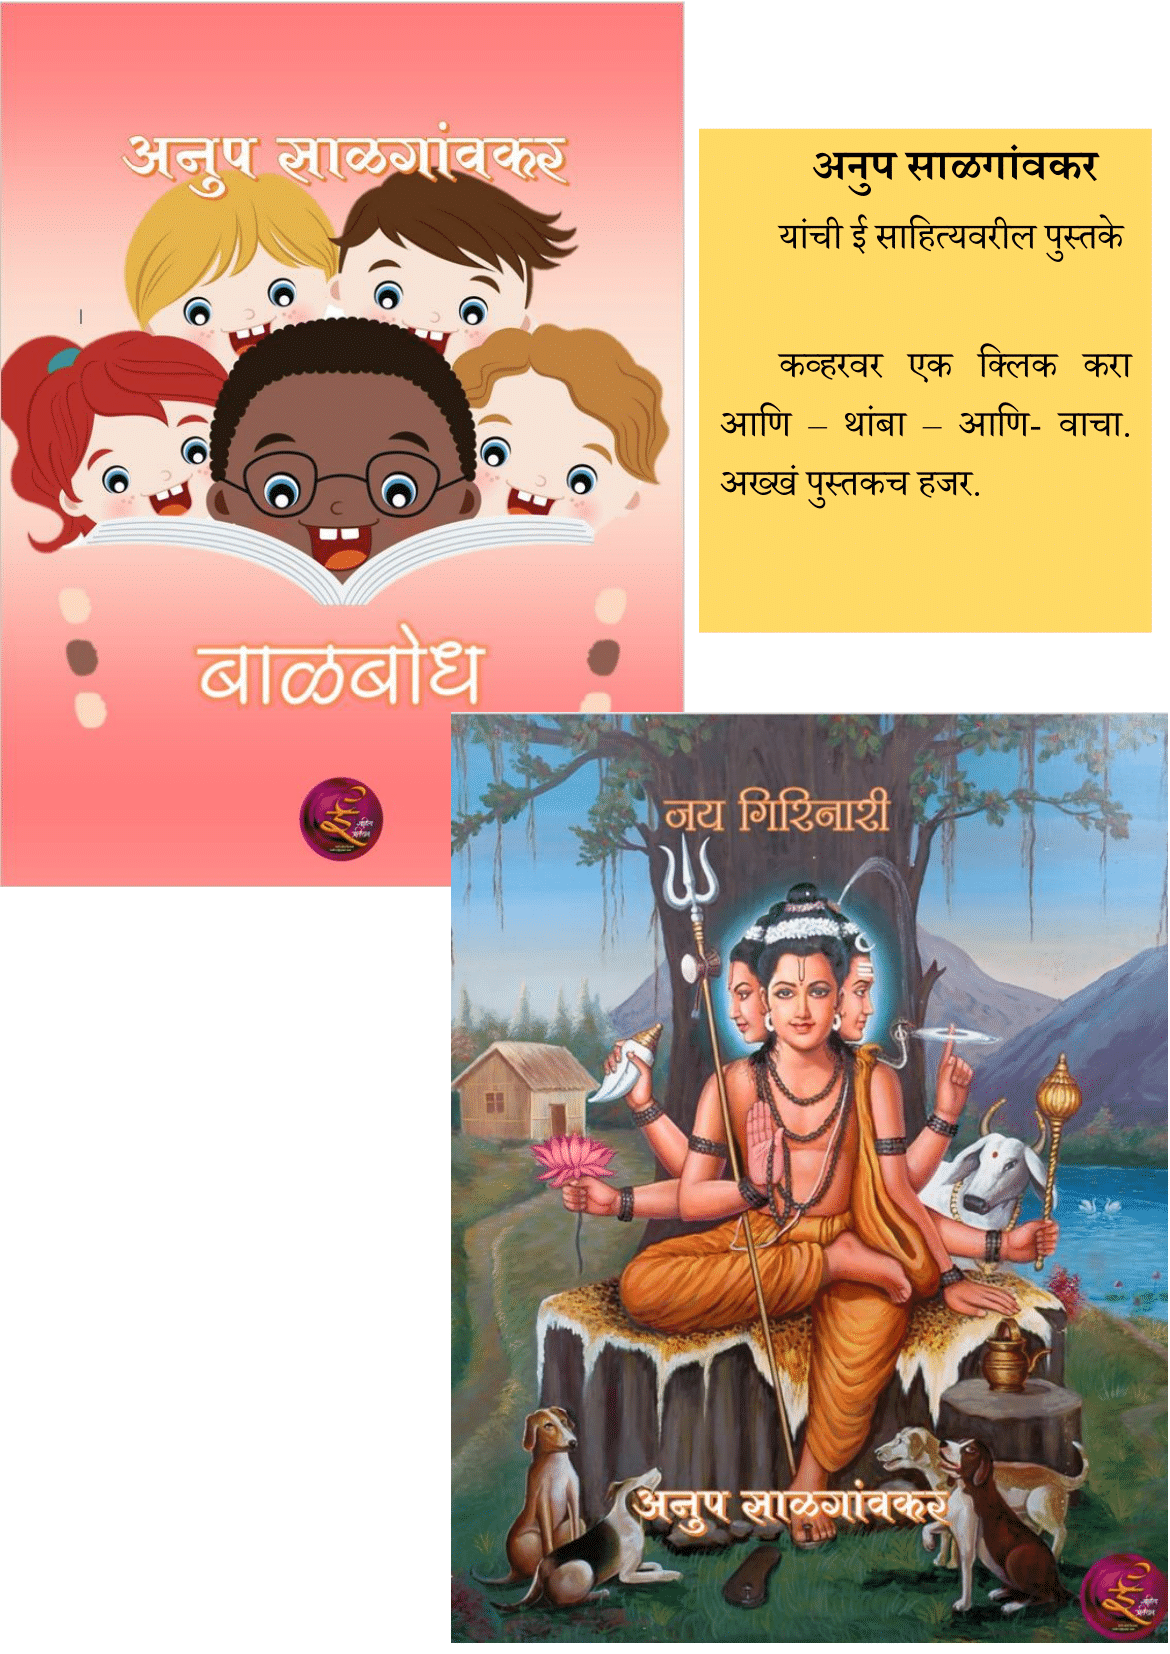 अनुप साळगांवकर
बाळबोध
अनुप साळगांवकर
यांची ई साहित्यवरील पुस्तके
कव्हरवर एक क्लिक करा
आणि – थांबा – आणि- वाचा.
अख्खं पुस्तकच हजर.
जय गिरिनारी
अनुप साळगांवकर